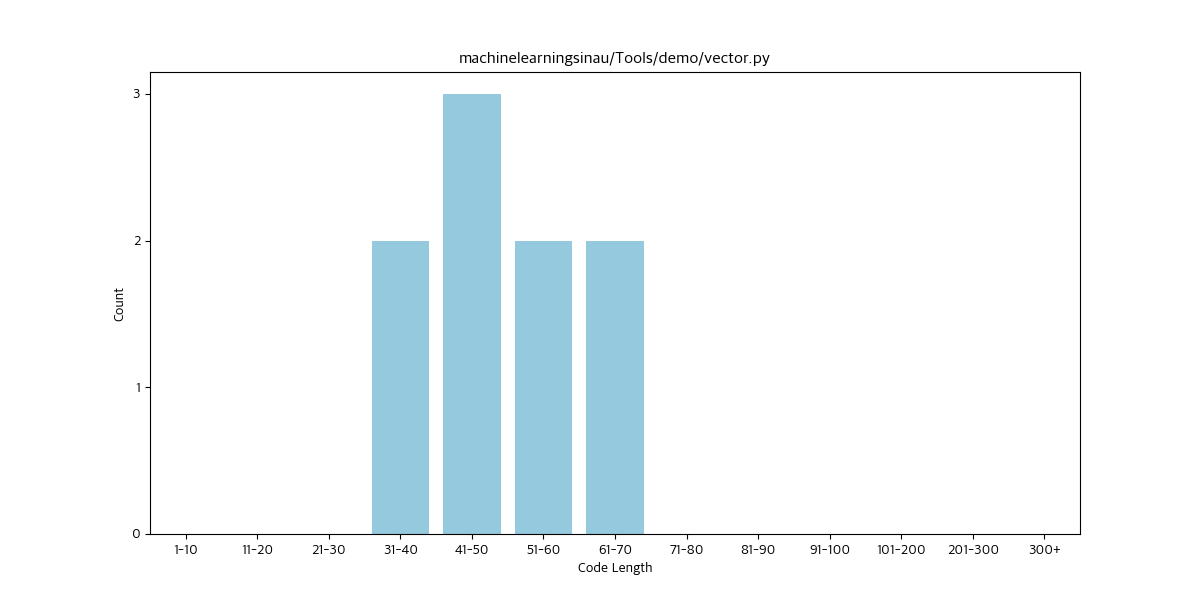 machinelearningsinau/Tools/demo/vector.py
3
2
1
0
Count
1-10 11-20 21-30 31-40 41-50 51-60 61-70 71-80 81-90 91-100 101-200 201-300 300+
Code Length